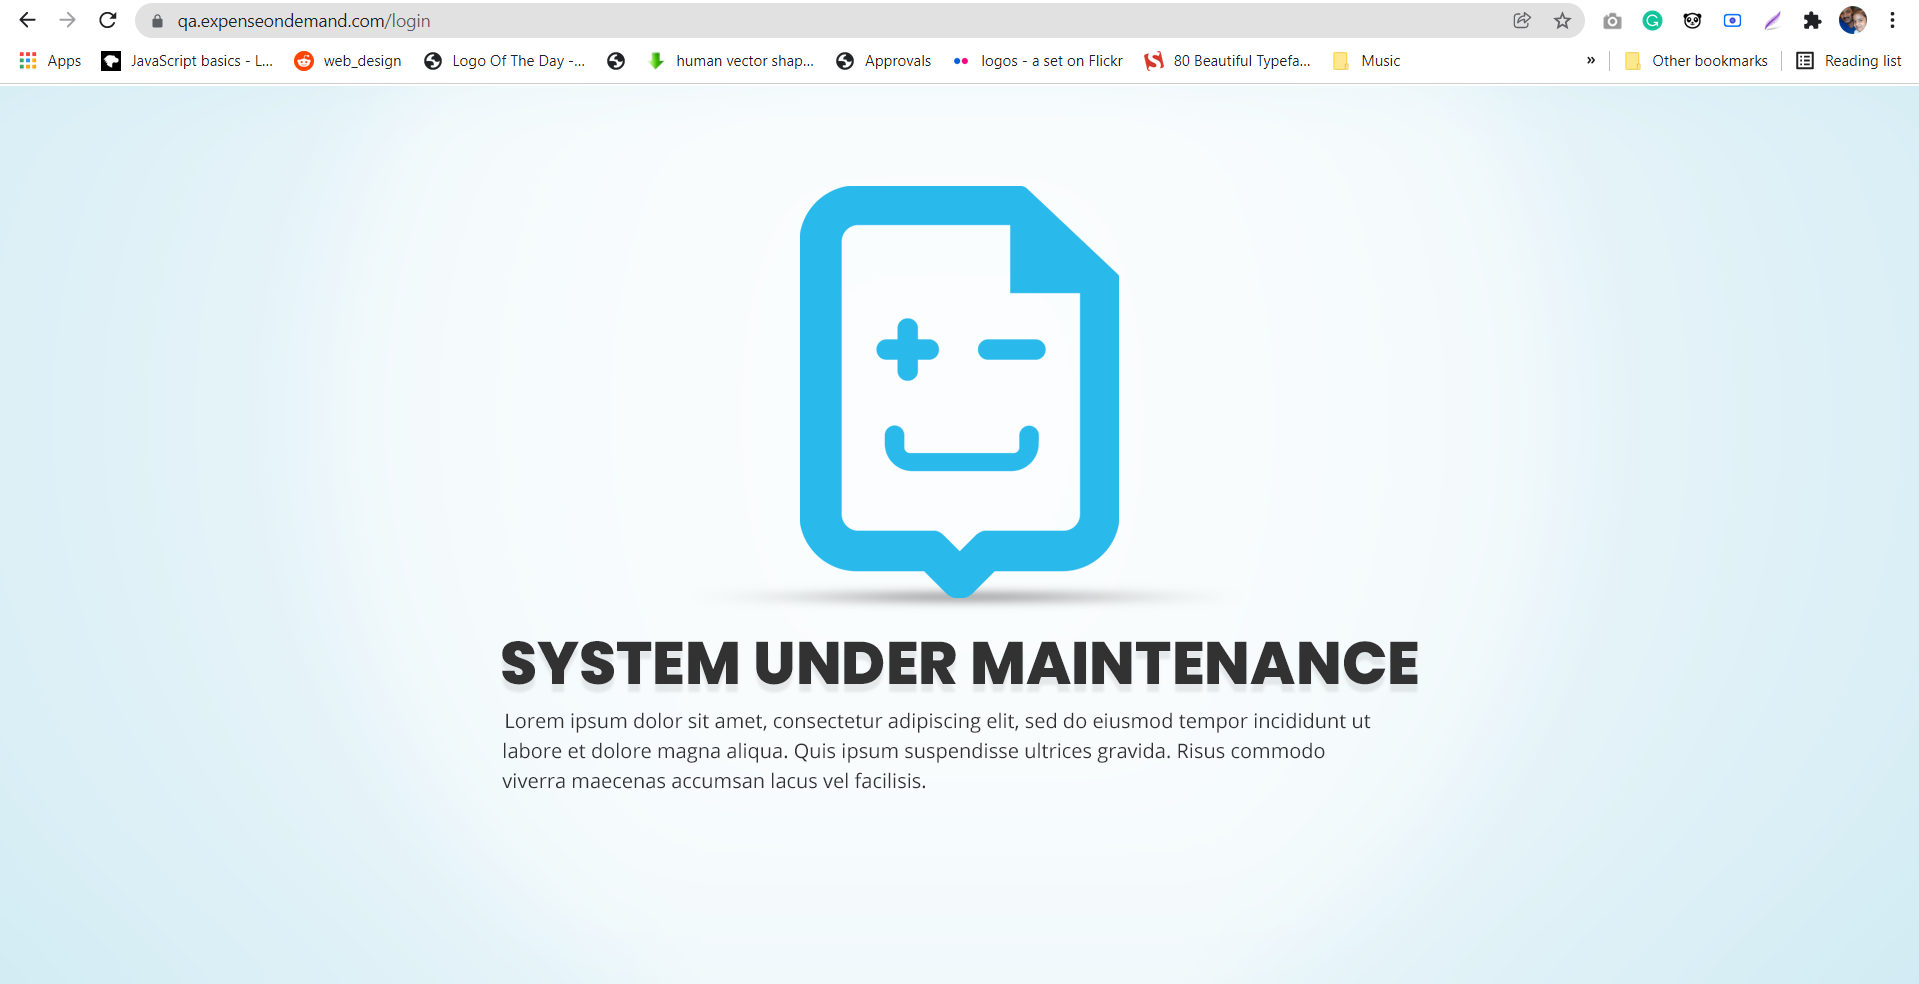 qa.expenseondemand.com/login
Apps JavaScript basics - L... web_design Logo Of The Day -... human vector shap... Approvals logos - a set on Flickr 80 Beautiful Typefa... Music » Other bookmarks Reading list
SYSTEM UNDER MAINTENANCE
Lorem ipsum dolor sit amet, consectetur adipiscing elit, sed do eiusmod tempor incididunt ut
labore et dolore magna aliqua. Quis ipsum suspendisse ultrices gravida. Risus commodo
viverra maecenas accumsan lacus vel facilisis.